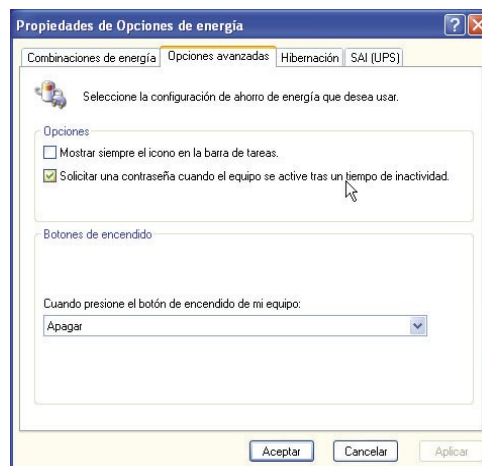 Propiedades de Opciones de energía
Combinaciones de energía Opciones avanzadas Hibernación SAI (UPS)
Seleccione la configuración de ahorro de energía que desea usar.
Opciones
Mostrar siempre el icono en la barra de tareas.
Solicitar una contraseña cuando el equipo se active tras un tiempo de inactividad.
Botones de encendido
Cuando presione el botón de encendido de mi equipo:
Apagar
Aceptar Cancelar Aplicar